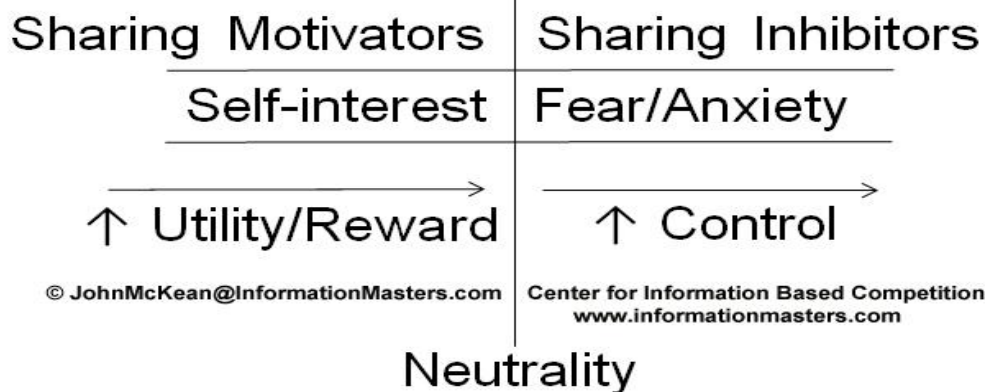 Sharing Motivators
Sharing Inhibitors
Self-interest
Fear/Anxiety
↑ Utility/Reward
↑ Control
© JohnMcKean@InformationMasters.com
Center for Information Based Competition
www.informationmasters.com
Neutrality